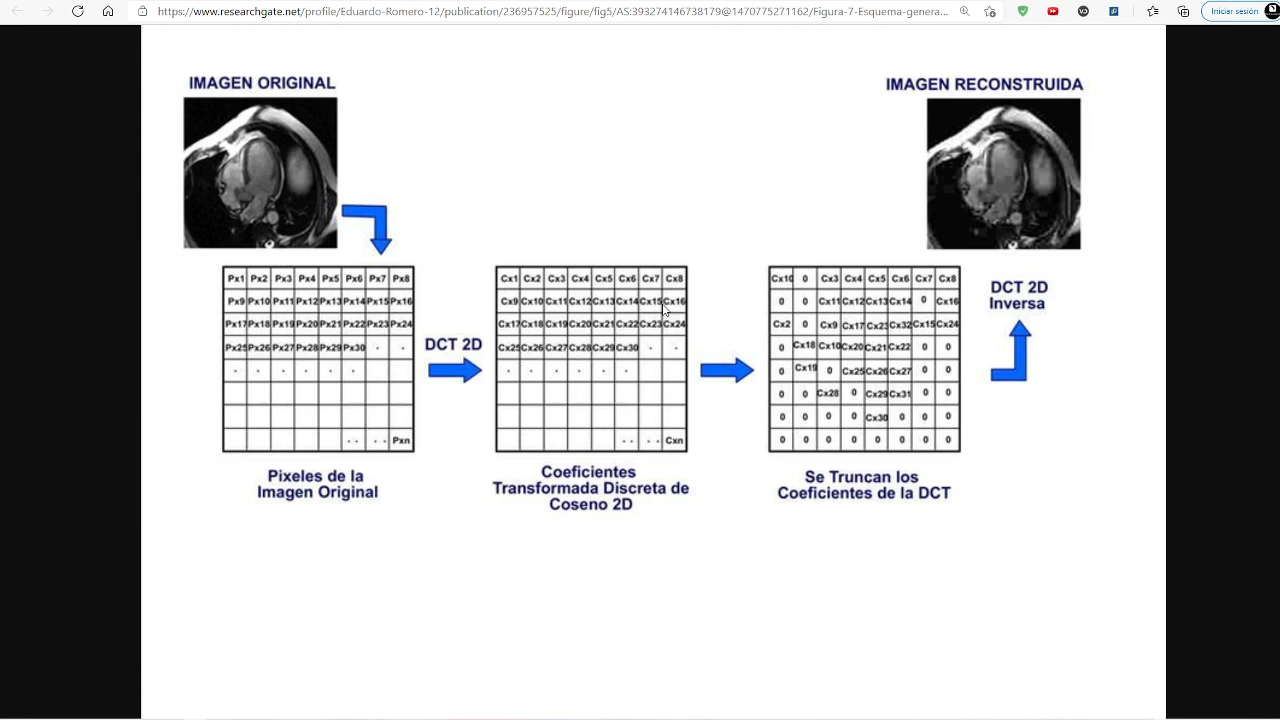 https://www.researchgate.net/profile/Eduardo-Romero-12/publication/236957525/figure/fig5/AS:393274146738179@1470775271162/Figura-7-Esquema-genera...
Iniciar sesión
IMAGEN ORIGINAL
IMAGEN RECONSTRUIDA
Px1 Px2 Px3 Px4 Px5 Px6 Px7 Px8
Px9 Px10 Px11 Px12 Px13 Px14 Px15 Px16
Px17 Px18 Px19 Px20 Px21 Px22 Px23 Px24
Px25 Px26 Px27 Px28 Px29 Px30 . .
. . . . . .
. . . . Pxn
Pixeles de la
Imagen Original
DCT 2D
Cx1 Cx2 Cx3 Cx4 Cx5 Cx6 Cx7 Cx8
Cx9 Cx10 Cx11 Cx12 Cx13 Cx14 Cx15 Cx16
Cx17 Cx18 Cx19 Cx20 Cx21 Cx22 Cx23 Cx24
Cx25 Cx26 Cx27 Cx28 Cx29 Cx30 . .
. . . . . .
. . . . Cxn
Coeficientes
Transformada Discreta de
Coseno 2D
Cx10 0 Cx3 Cx4 Cx5 Cx6 Cx7 Cx8
0 0 Cx11 Cx12 Cx13 Cx14 0 Cx16
Cx2 0 Cx9 Cx17 Cx23 Cx32 Cx15 Cx24
0 Cx18 Cx10 Cx20 Cx21 Cx22 0 0
0 Cx19 0 Cx25 Cx26 Cx27 0 0
0 0 Cx28 0 Cx29 Cx31 0 0
0 0 0 0 Cx30 0 0 0
0 0 0 0 0 0 0 0
Se Truncan los
Coeficientes de la DCT
DCT 2D
Inversa